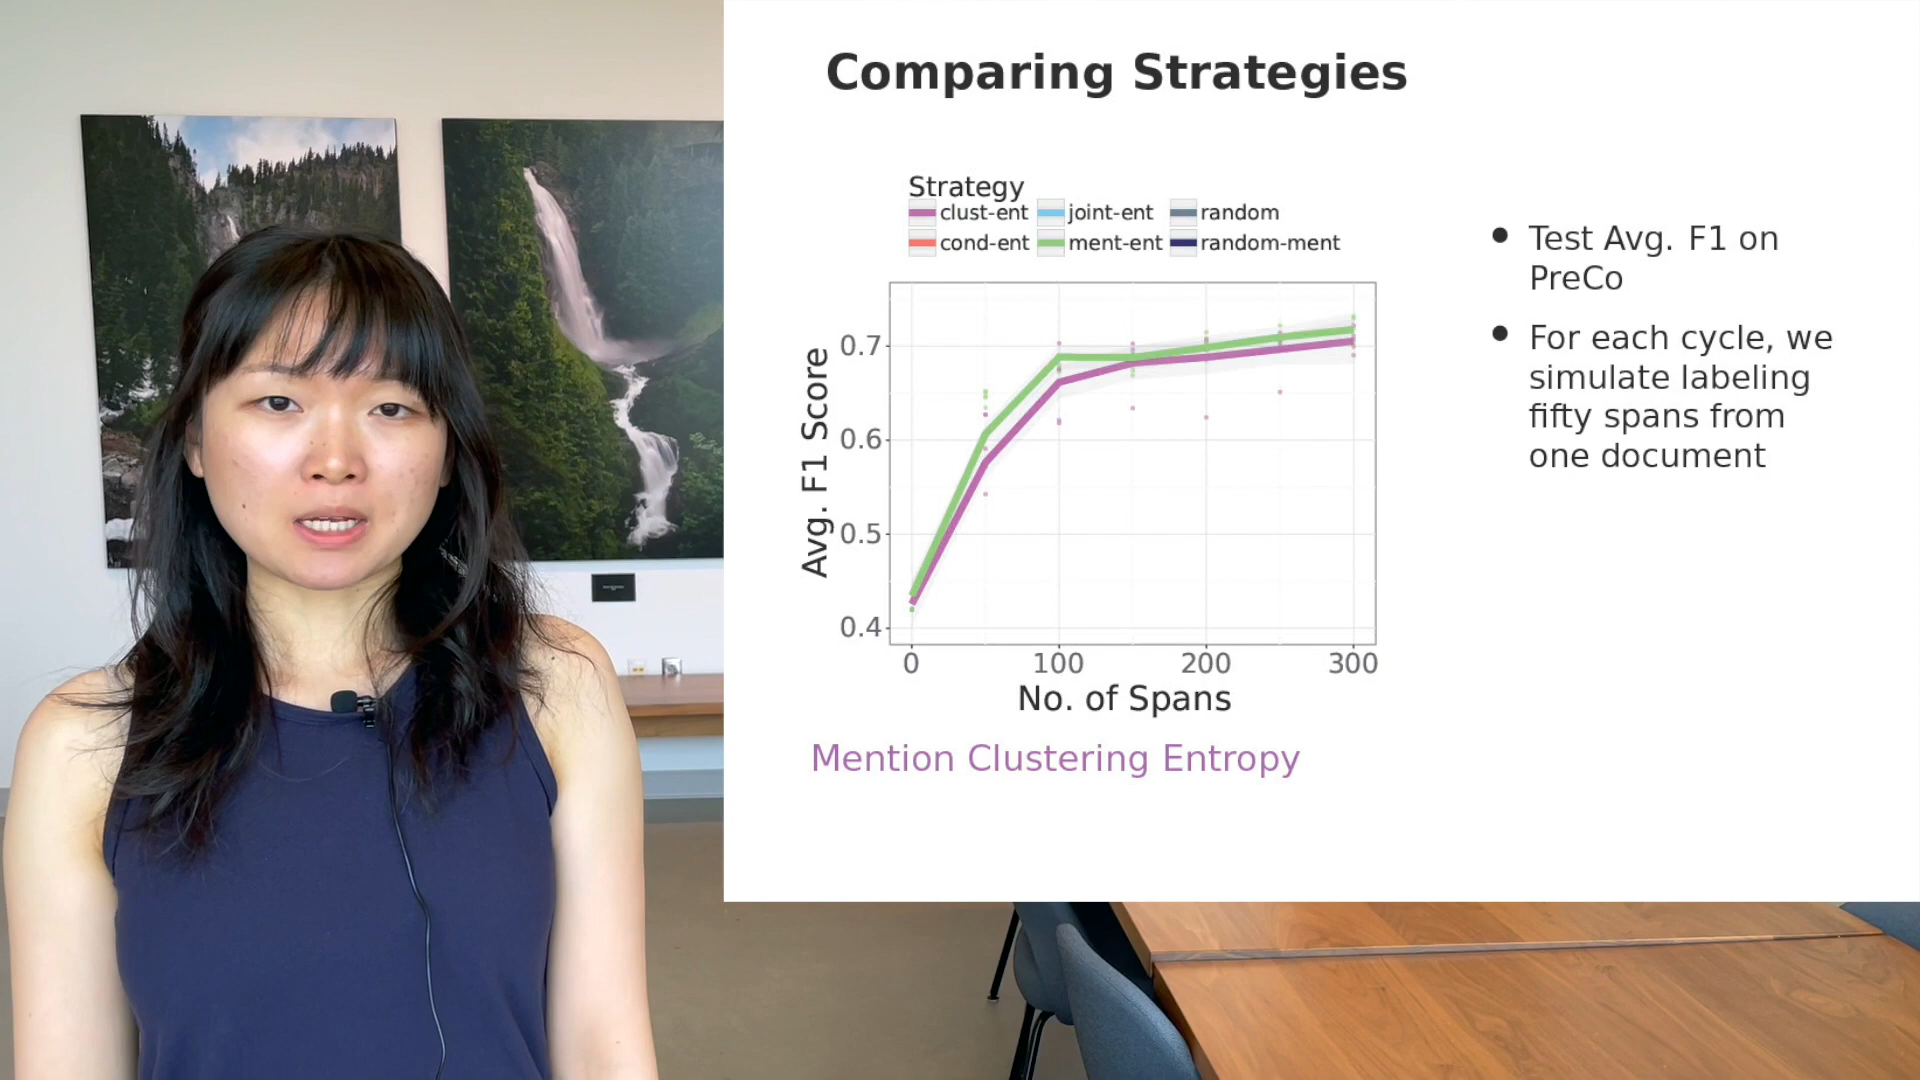 Comparing Strategies
Strategy
clust-ent joint-ent random
cond-ent ment-ent random-ment
Avg. F1 Score
0.7
0.6
0.5
0.4
0 100 200 300
No. of Spans
Mention Clustering Entropy
• Test Avg. F1 on
PreCo
• For each cycle, we
simulate labeling
fifty spans from
one document